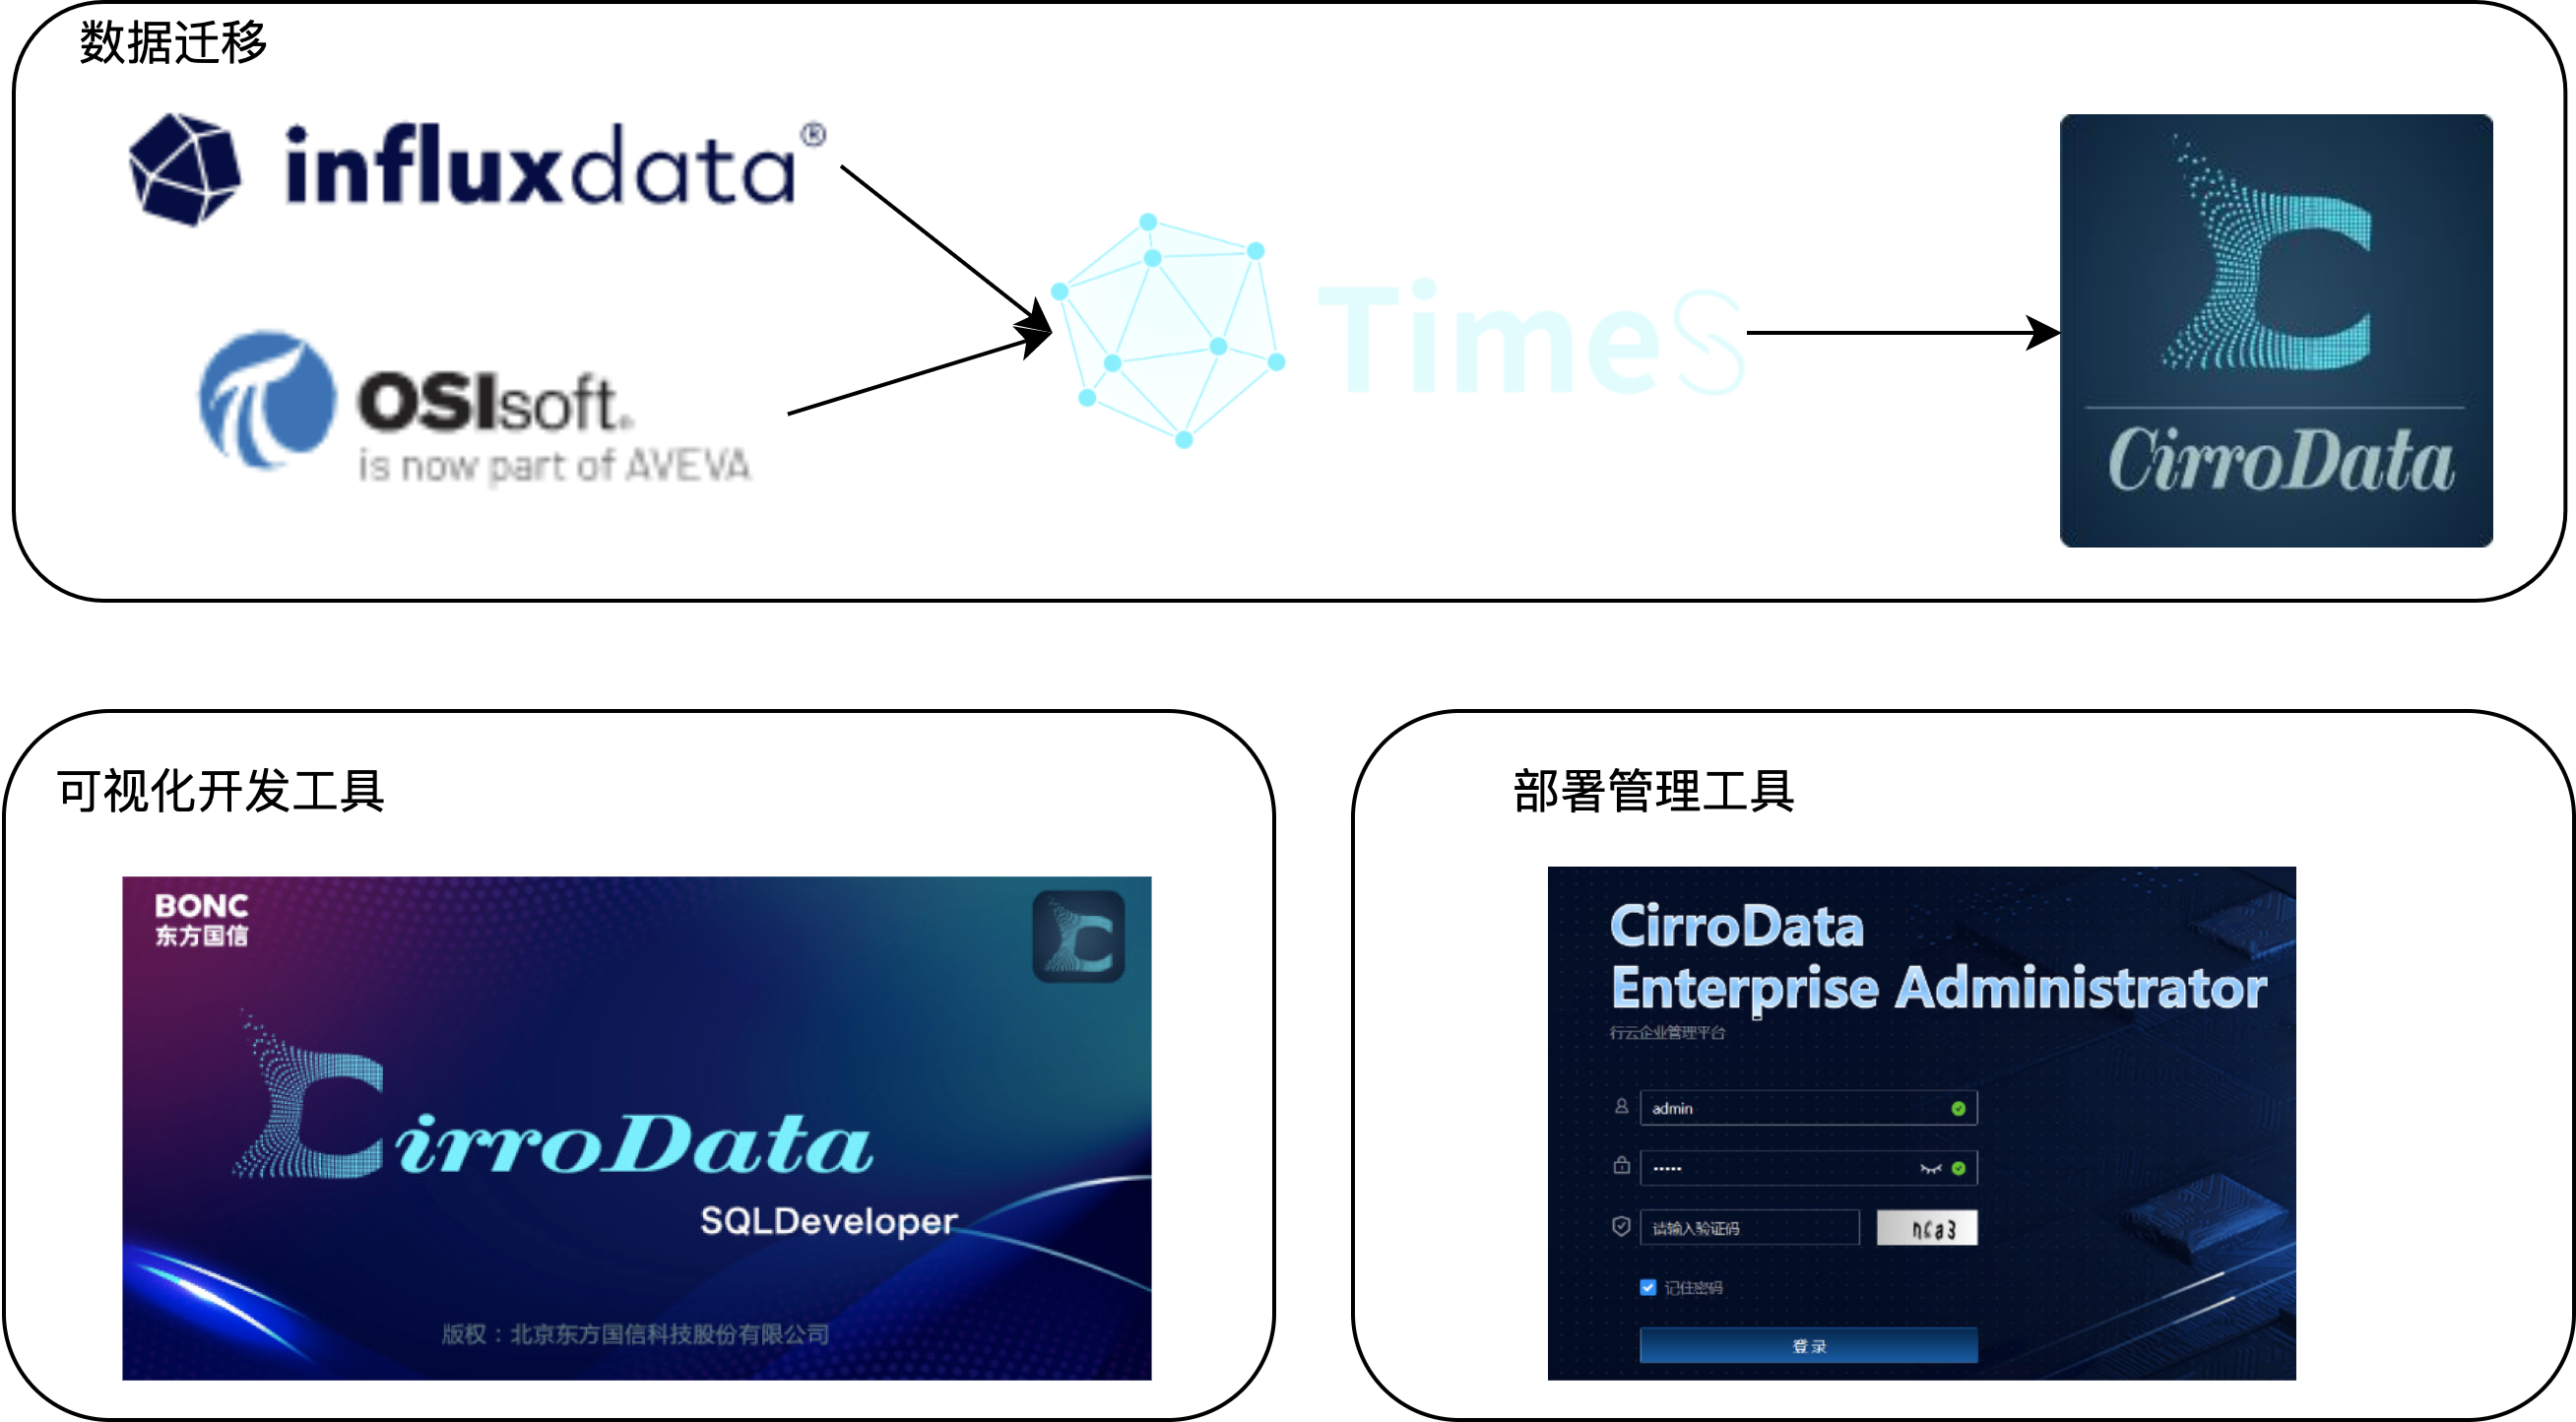 数据迁移
influxdata®
OSIsoft®
is now part of AVEVA
TimeS
CirroData
可视化开发工具
BONC
东方国信
CirroData
SQLDeveloper
版权：北京东方国信科技股份有限公司
部署管理工具
CirroData
Enterprise Administrator
行云企业管理平台
admin
•••••
请输入验证码
nca3
记住密码
登录